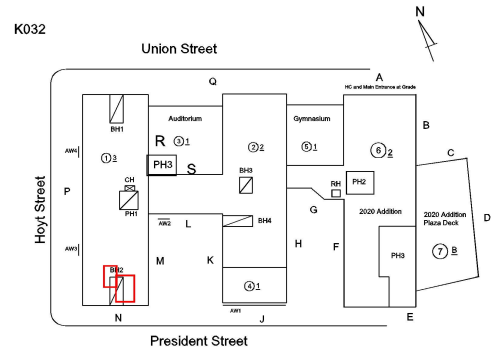 K032
N
Union Street
Q
A
HC and Main Entrance at Grade
Auditorium
Gymnasium
BH1
B
R
3 1
2 2
5 1
6 2
AW4
1 3
S
C
PH3
CH
BH3
PH2
RH
P
PH1
Hoyt Street
2020 Addition
2020 Addition
Plaza Deck
D
G
AW2
L
BH4
H
F
AW3
M
K
PH3
7 B
BH2
4 1
AW1
N
J
E
President Street